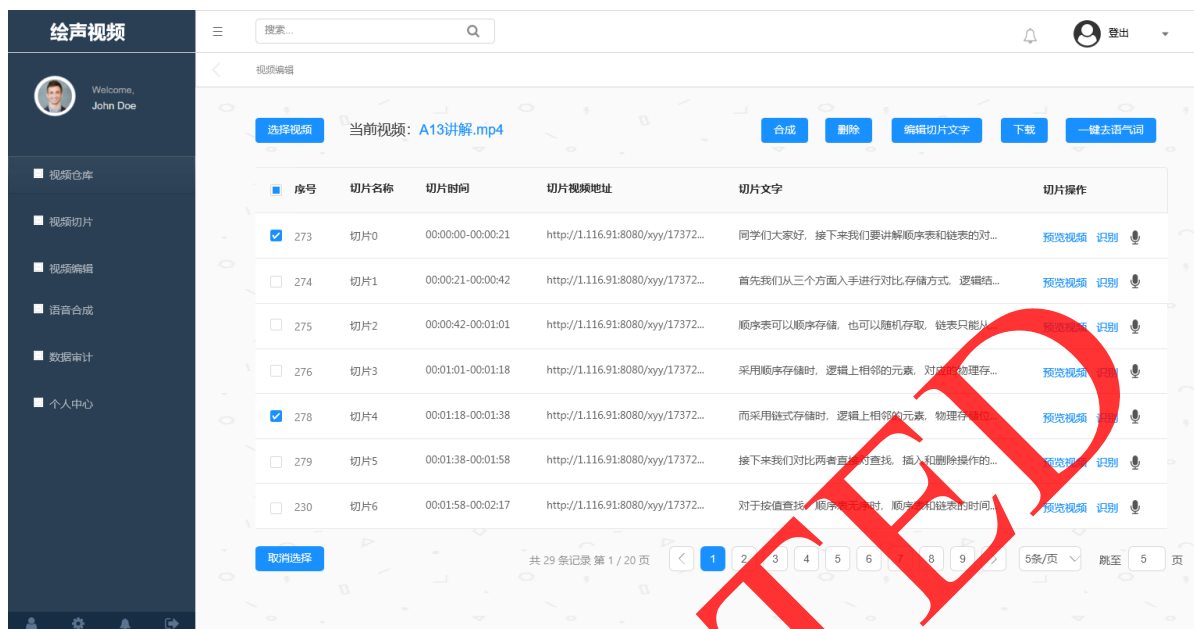 绘声视频
搜索...
登出
Welcome,
John Doe
视频编辑
选择视频 当前视频: A13讲解.mp4 合成 删除 编辑切片文字 下载 一键去语气词
视频仓库
视频切片
视频编辑
语音合成
数据审计
个人中心
序号 切片名称 切片时间 切片视频地址 切片文字 切片操作
273 切片0 00:00:00-00:00:21 http://1.116.91:8080/xyy/17372... 同学们大家好, 接下来我们要讲解顺序表和链表的对... 预览视频 识别
274 切片1 00:00:21-00:00:42 http://1.116.91:8080/xyy/17372... 首先我们从三个方面入手进行对比,存储方式, 逻辑结... 预览视频 识别
275 切片2 00:00:42-00:01:01 http://1.116.91:8080/xyy/17372... 顺序表可以顺序存储, 也可以随机存取, 链表只能从... 预览视频 识别
276 切片3 00:01:01-00:01:18 http://1.116.91:8080/xyy/17372... 采用顺序存储时, 逻辑上相邻的元素, 对应的物理存... 预览视频 识别
278 切片4 00:01:18-00:01:38 http://1.116.91:8080/xyy/17372... 而采用链式存储时, 逻辑上相邻的元素, 物理存储位... 预览视频 识别
279 切片5 00:01:38-00:01:58 http://1.116.91:8080/xyy/17372... 接下来我们对比两者直接对查找, 插入和删除操作的... 预览视频 识别
230 切片6 00:01:58-00:02:17 http://1.116.91:8080/xyy/17372... 对于按值查找, 顺序表无序时, 顺序表和链表的时间... 预览视频 识别
取消选择 共 29 条记录 第 1 / 20 页 1 2 3 4 5 6 7 8 9 5条/页 跳至 5 页
TED